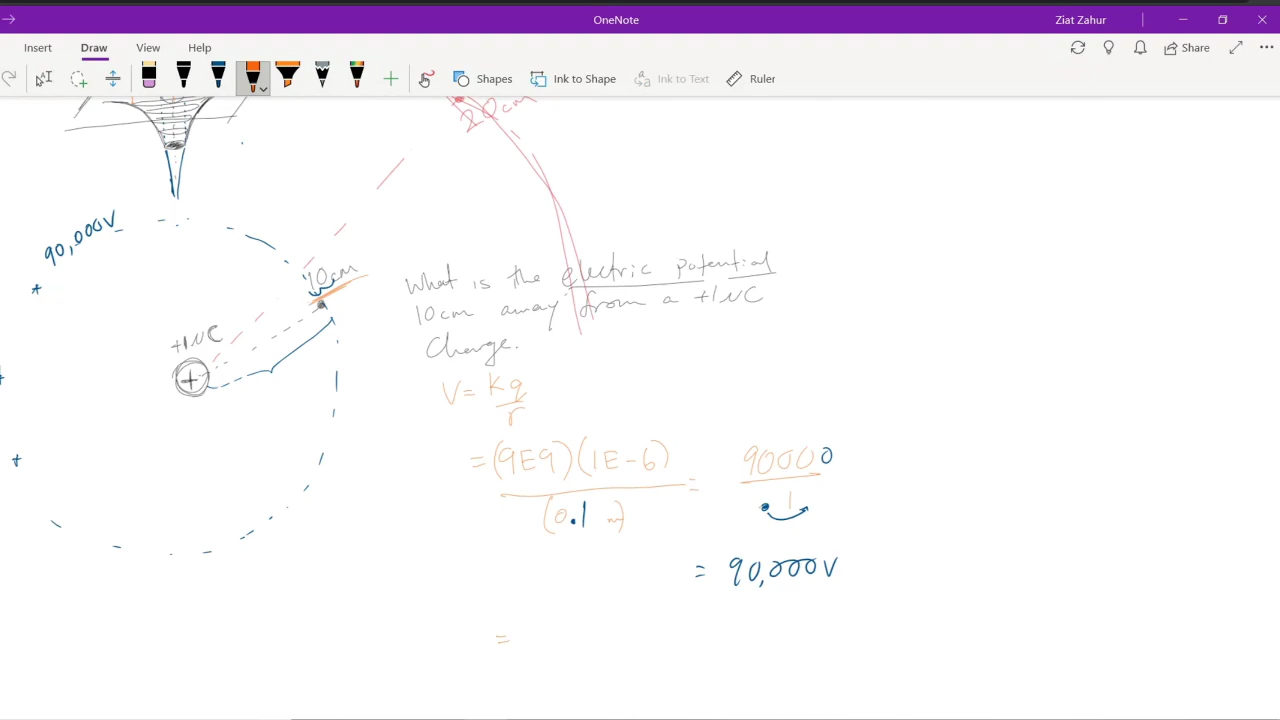 OneNote
Ziat Zahur
Insert
Draw
View
Help
Share
Shapes
Ink to Shape
Ink to Text
Ruler
20cm
90,000V
10cm
+1μC
+
What is the electric potential
10cm away from a +1μC
Charge.
V = kq
r
= (9E9)(1E-6) = 90000
(0.1 m) 1
= 90,000V
=